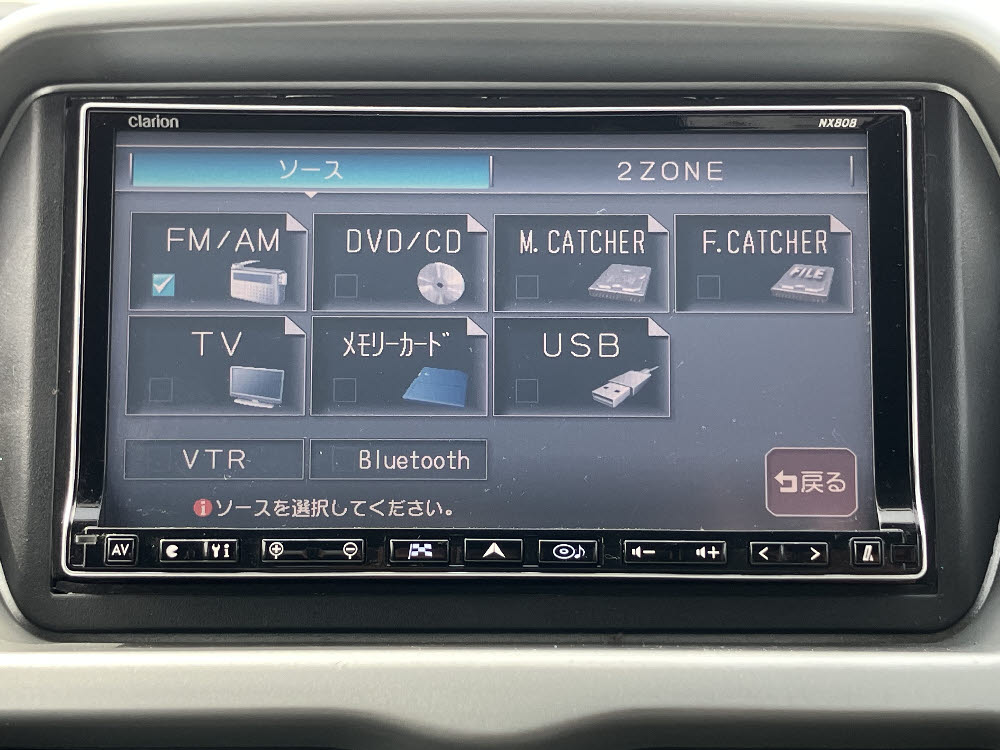 Clarion
NX808
ソース
2ZONE
FM/AM
DVD/CD
M. CATCHER
F.CATCHER
FILE
TV
ﾒﾓﾘｰｶｰﾄﾞ
USB
VTR
Bluetooth
iソースを選択してください。
戻る
AV